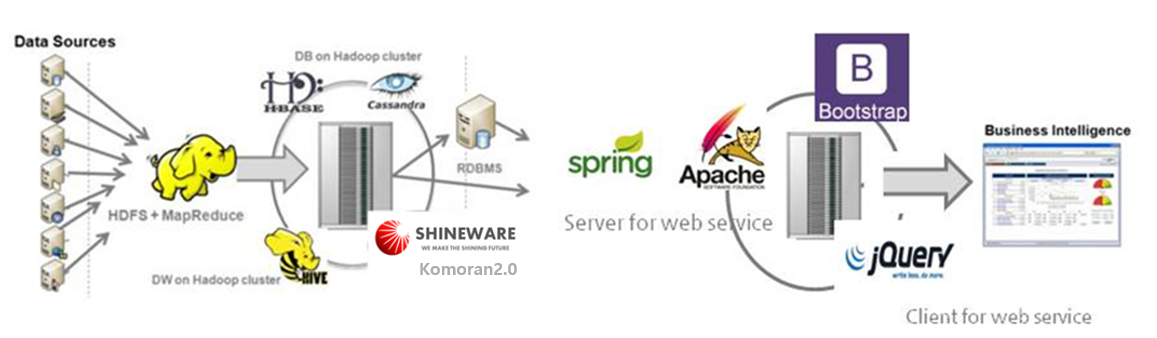 Data Sources
DB on Hadoop cluster
HBASE
Cassandra
RDBMS
HDFS + MapReduce
HIVE
DW on Hadoop cluster
SHINEWARE
WE MAKE THE SHINING FUTURE
Komoran2.0
spring
Apache
SOFTWARE FOUNDATION
Server for web service
B
Bootstrap
jQuery
write less, do more.
Business Intelligence
Client for web service